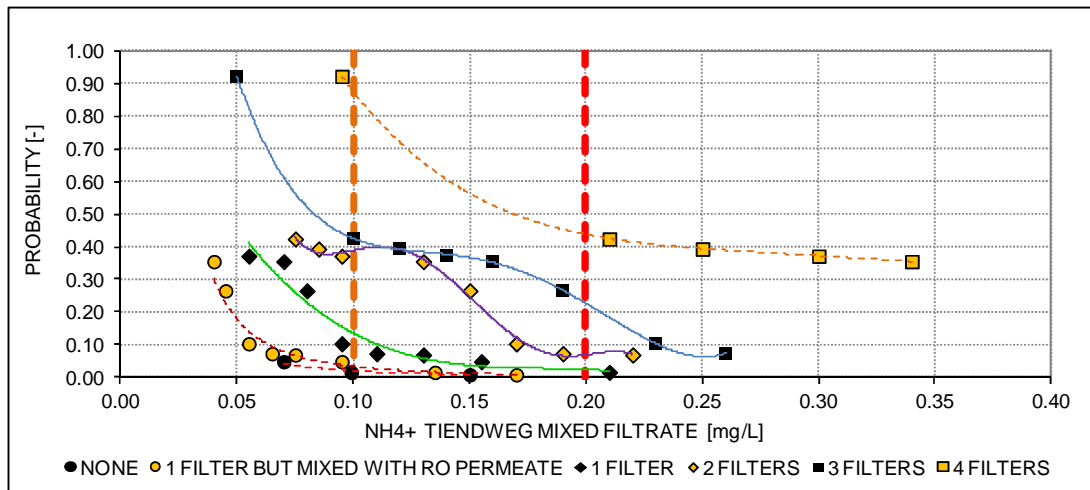 1.00
0.90
0.80
0.70
0.60
0.50
0.40
0.30
0.20
0.10
0.00
PROBABILITY [-]
0.00 0.05 0.10 0.15 0.20 0.25 0.30 0.35 0.40
NH4+ TIENDWEG MIXED FILTRATE [mg/L]
NONE 1 FILTER BUT MIXED WITH RO PERMEATE 1 FILTER 2 FILTERS 3 FILTERS 4 FILTERS